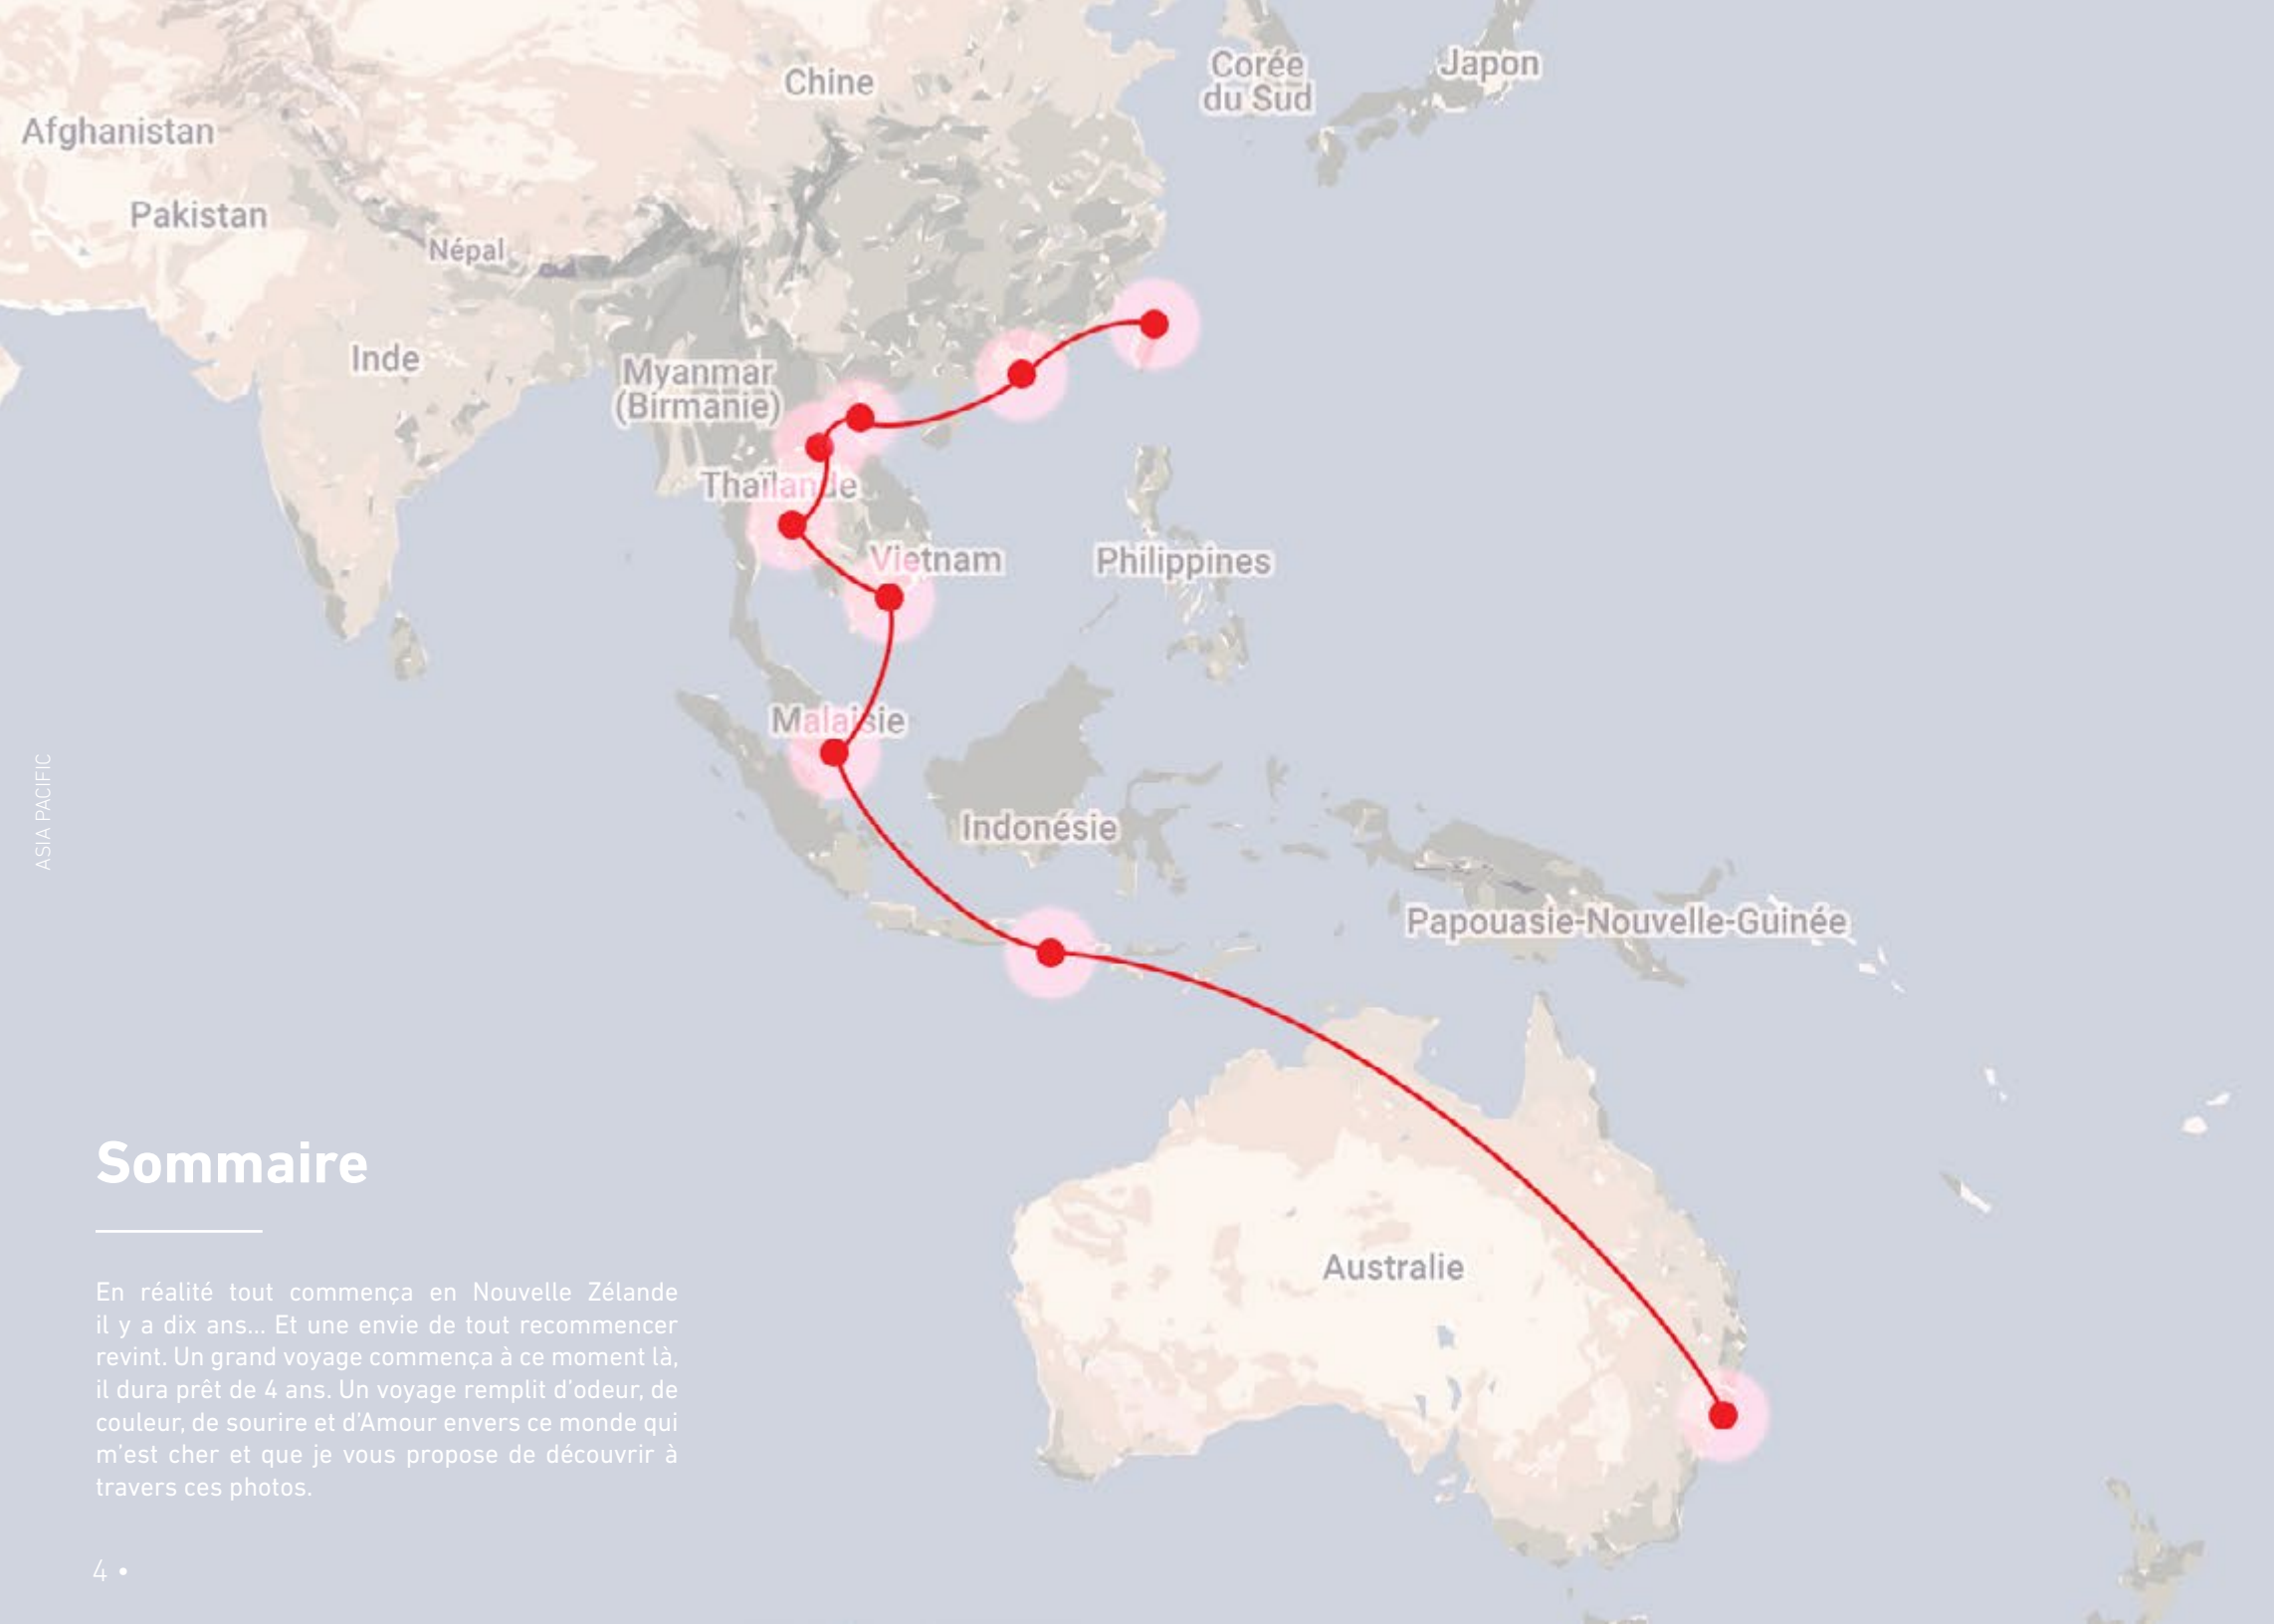 Chine
Corée
du Sud
Japon
Afghanistan
Pakistan
Népal
Inde
Myanmar
(Birmanie)
Thaïlande
Vietnam
Philippines
Malaisie
Indonésie
Papouasie-Nouvelle-Guinée
Australie
ASIA PACIFIC
Sommaire
En réalité tout commença en Nouvelle Zélande
il y a dix ans... Et une envie de tout recommencer
revint. Un grand voyage commença à ce moment là,
il dura prêt de 4 ans. Un voyage remplit d'odeur, de
couleur, de sourire et d'Amour envers ce monde qui
m'est cher et que je vous propose de découvrir à
travers ces photos.
4 •